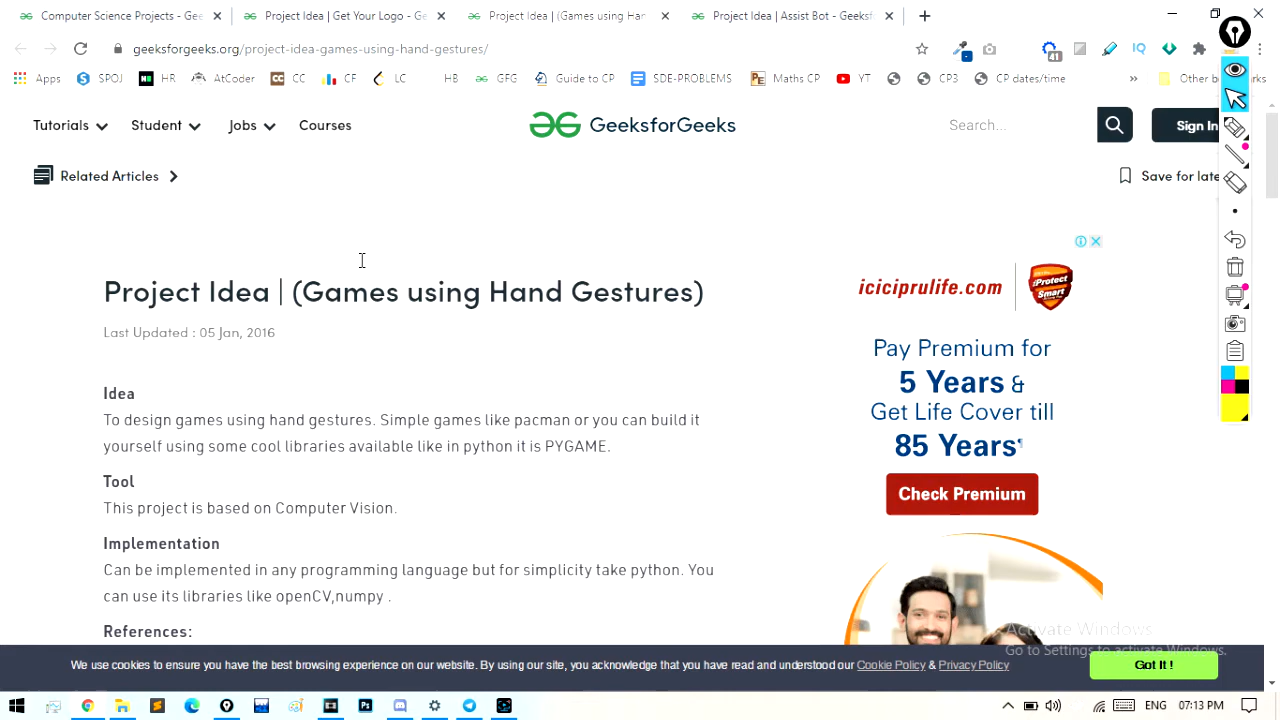 Computer Science Projects - Gee
Project Idea | Get Your Logo - Ge
Project Idea | (Games using Han
Project Idea | Assist Bot - Geeksf
geeksforgeeks.org/project-idea-games-using-hand-gestures/
41
IQ
Apps
SPOJ
HR
AtCoder
CC
CF
LC
HB
GFG
Guide to CP
SDE-PROBLEMS
Maths CP
YT
CP3
CP dates/time
»
Other bookmarks
Tutorials
Student
Jobs
Courses
GeeksforGeeks
Search...
Sign In
Related Articles
Save for late
Project Idea | (Games using Hand Gestures)
Last Updated : 05 Jan, 2016
Idea
To design games using hand gestures. Simple games like pacman or you can build it
yourself using some cool libraries available like in python it is PYGAME.
Tool
This project is based on Computer Vision.
Implementation
Can be implemented in any programming language but for simplicity take python. You
can use its libraries like openCV,numpy .
References:
iciciprulife.com
iProtect
Smart
Pay Premium for
5 Years &
Get Life Cover till
85 Years¶
Check Premium
Activate Windows
Go to Settings to activate Windows.
We use cookies to ensure you have the best browsing experience on our website. By using our site, you acknowledge that you have read and understood our Cookie Policy & Privacy Policy
Got It !
Ps
ENG
07:13 PM